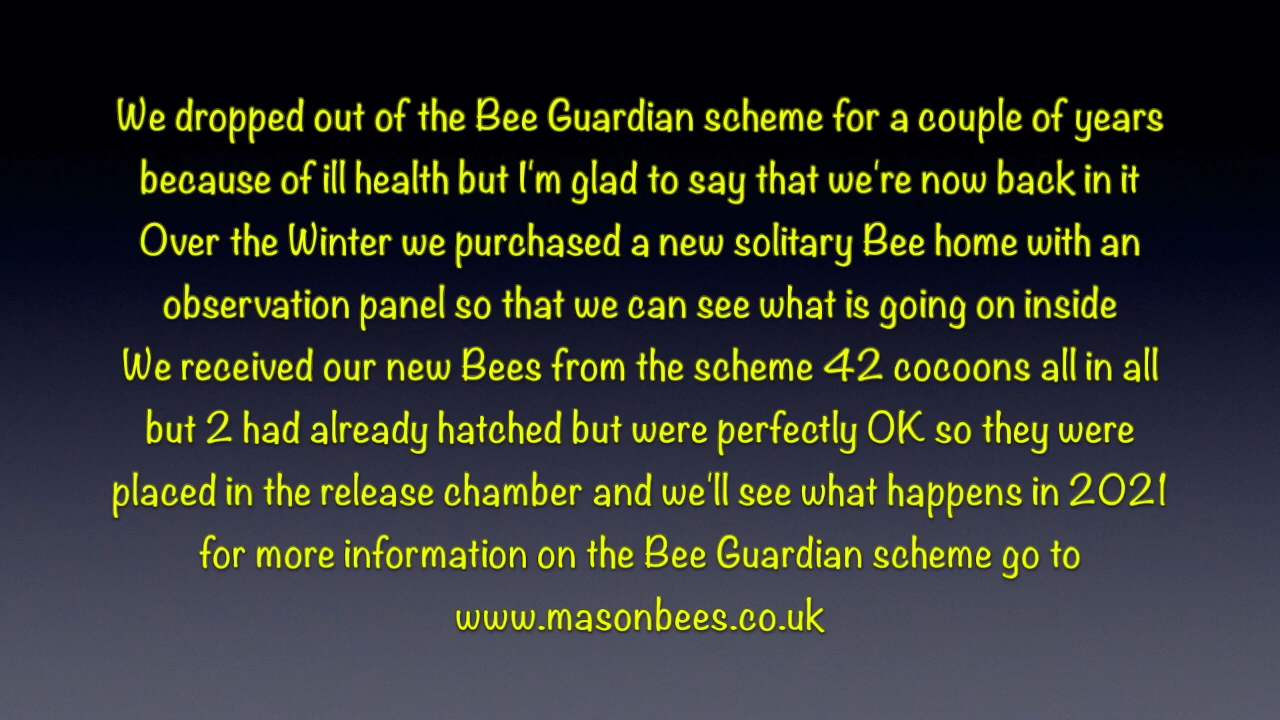 We dropped out of the Bee Guardian scheme for a couple of years
because of ill health but I'm glad to say that we're now back in it
Over the Winter we purchased a new solitary Bee home with an
observation panel so that we can see what is going on inside
We received our new Bees from the scheme 42 cocoons all in all
but 2 had already hatched but were perfectly OK so they were
placed in the release chamber and we'll see what happens in 2021
for more information on the Bee Guardian scheme go to
www.masonbees.co.uk